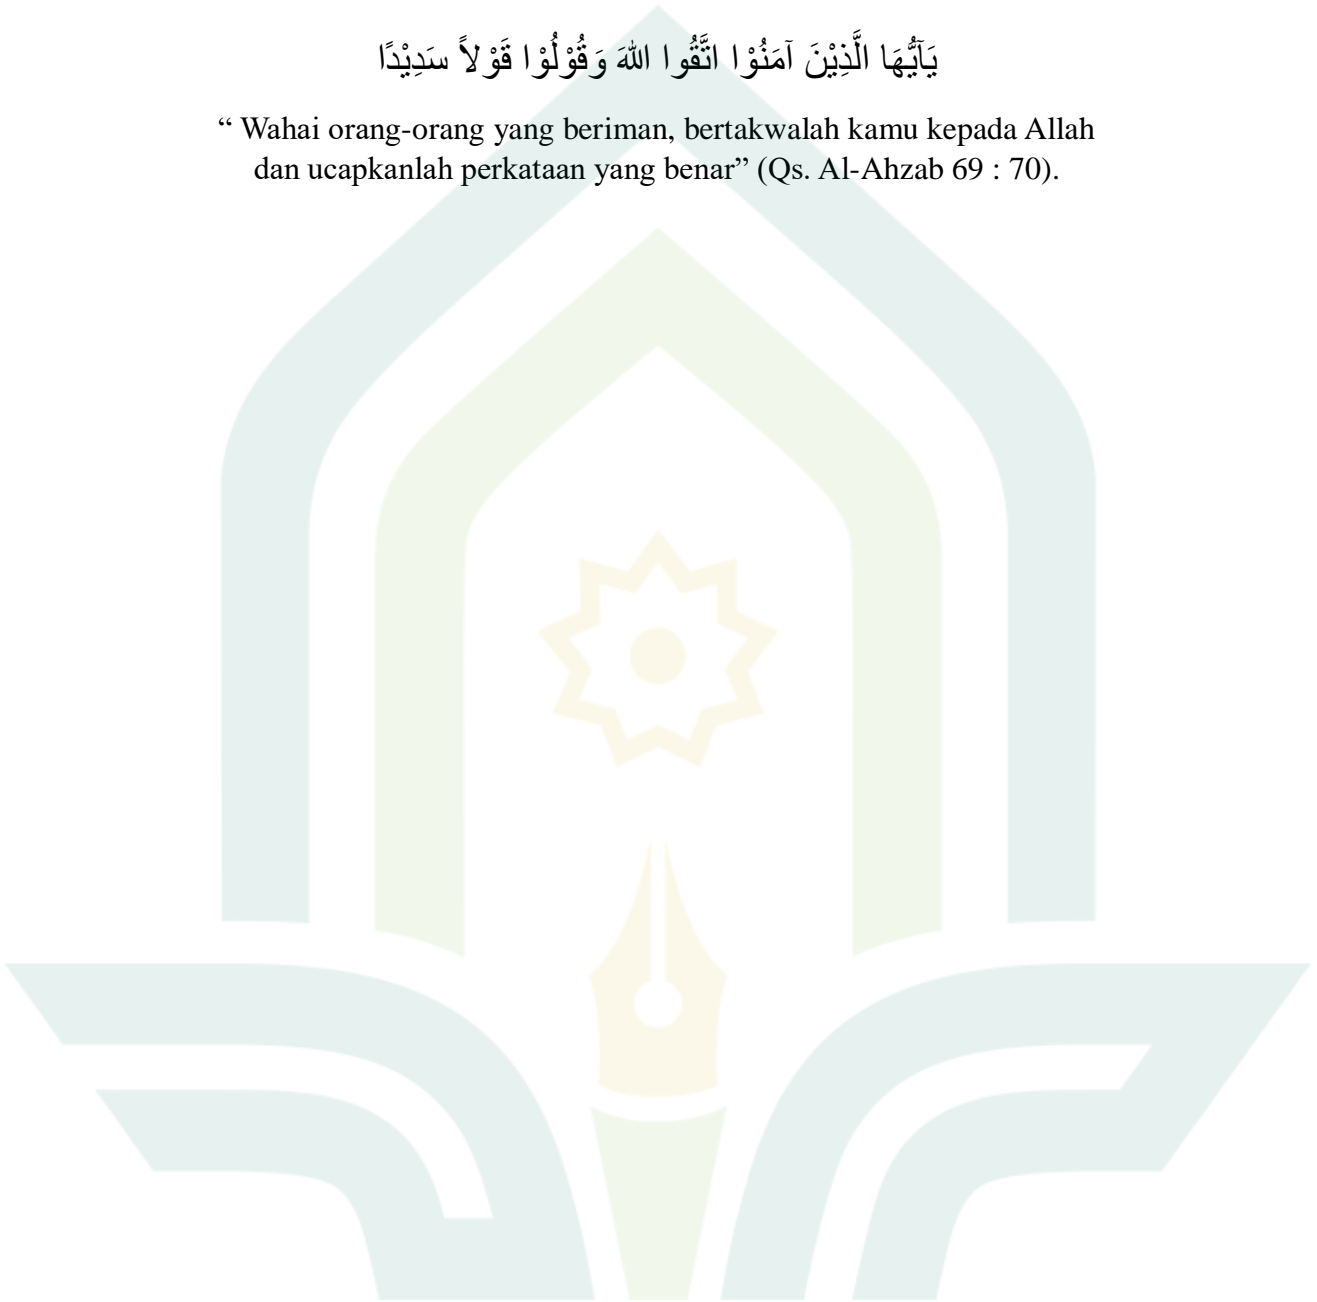 يَآيُّهَا الَّذِيْنَ آمَنُوْا اتَّقُوا اللهَ وَقُوْلُوْا قَوْلاً سَدِيْدًا
“ Wahai orang-orang yang beriman, bertakwalah kamu kepada Allah
dan ucapkanlah perkataan yang benar” (Qs. Al-Ahzab 69 : 70).